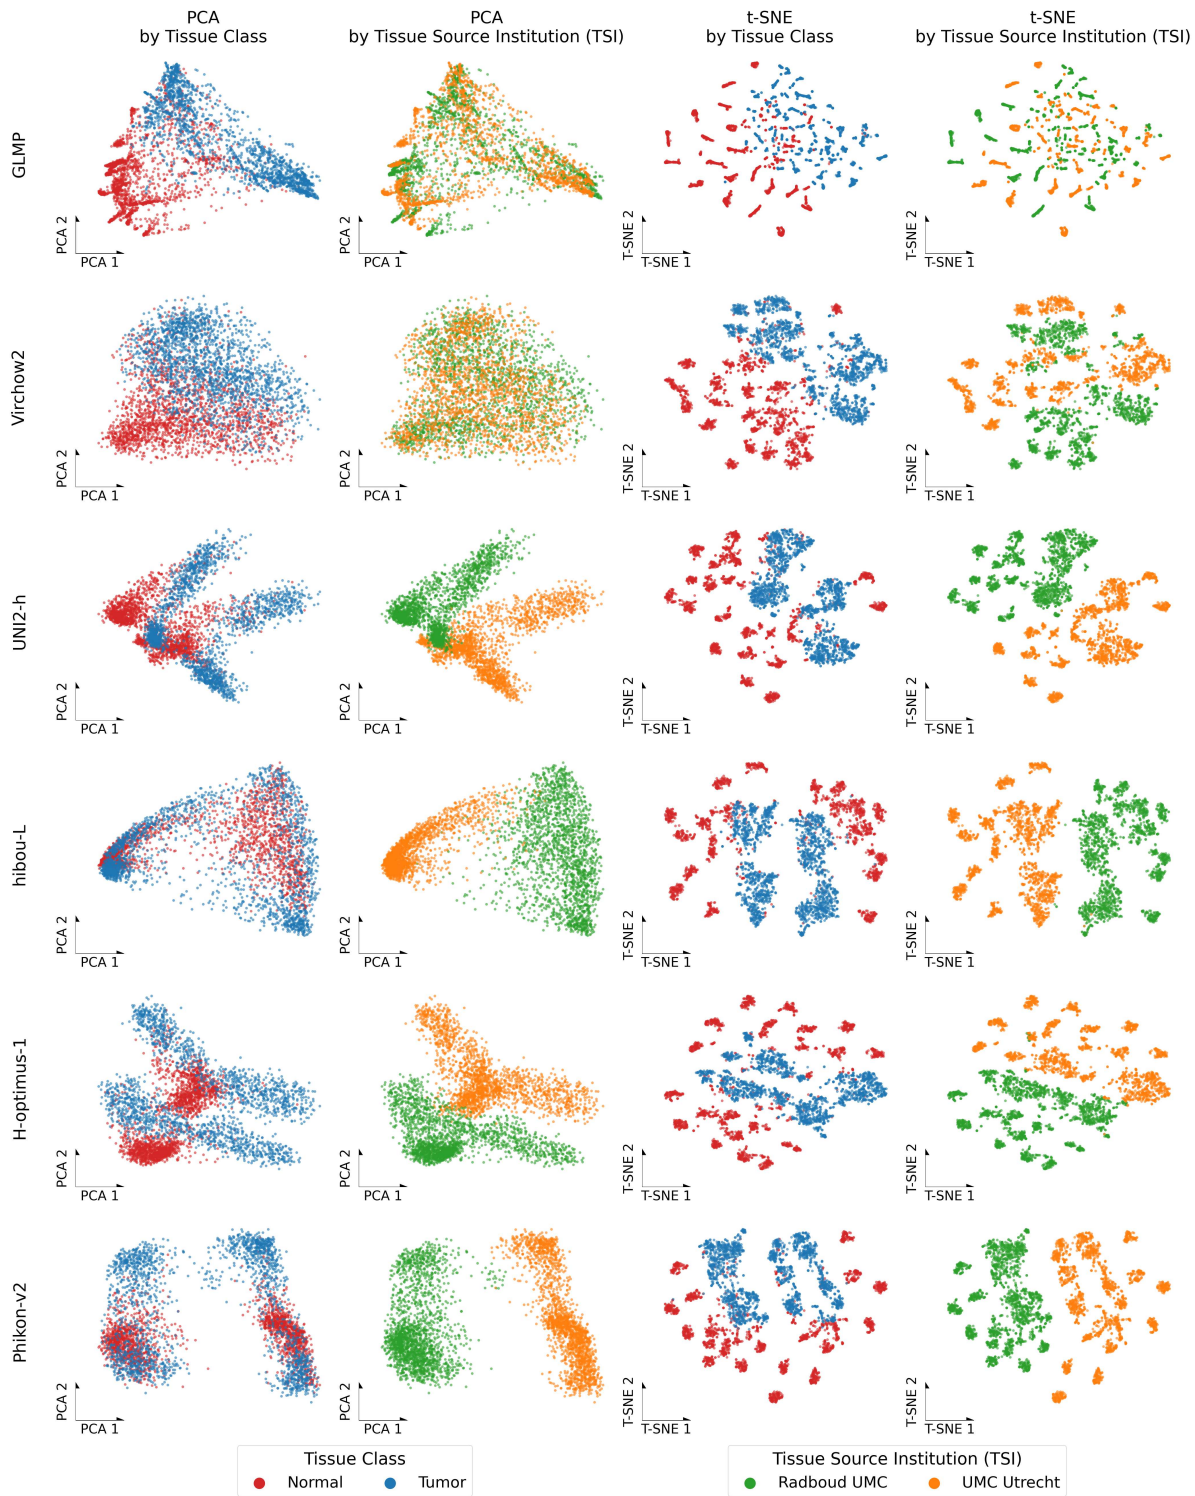 PCA
by Tissue Class
PCA
by Tissue Source Institution (TSI)
t-SNE
by Tissue Class
t-SNE
by Tissue Source Institution (TSI)
GLMP
PCA 2
PCA 1
PCA 2
PCA 1
T-SNE 2
T-SNE 1
T-SNE 2
T-SNE 1
Virchow2
PCA 2
PCA 1
PCA 2
PCA 1
T-SNE 2
T-SNE 1
T-SNE 2
T-SNE 1
UNI2-h
PCA 2
PCA 1
PCA 2
PCA 1
T-SNE 2
T-SNE 1
T-SNE 2
T-SNE 1
hibou-L
PCA 2
PCA 1
PCA 2
PCA 1
T-SNE 2
T-SNE 1
T-SNE 2
T-SNE 1
H-optimus-1
PCA 2
PCA 1
PCA 2
PCA 1
T-SNE 2
T-SNE 1
T-SNE 2
T-SNE 1
Phikon-v2
PCA 2
PCA 1
PCA 2
PCA 1
T-SNE 2
T-SNE 1
T-SNE 2
T-SNE 1
Tissue Class
Normal
Tumor
Tissue Source Institution (TSI)
Radboud UMC
UMC Utrecht